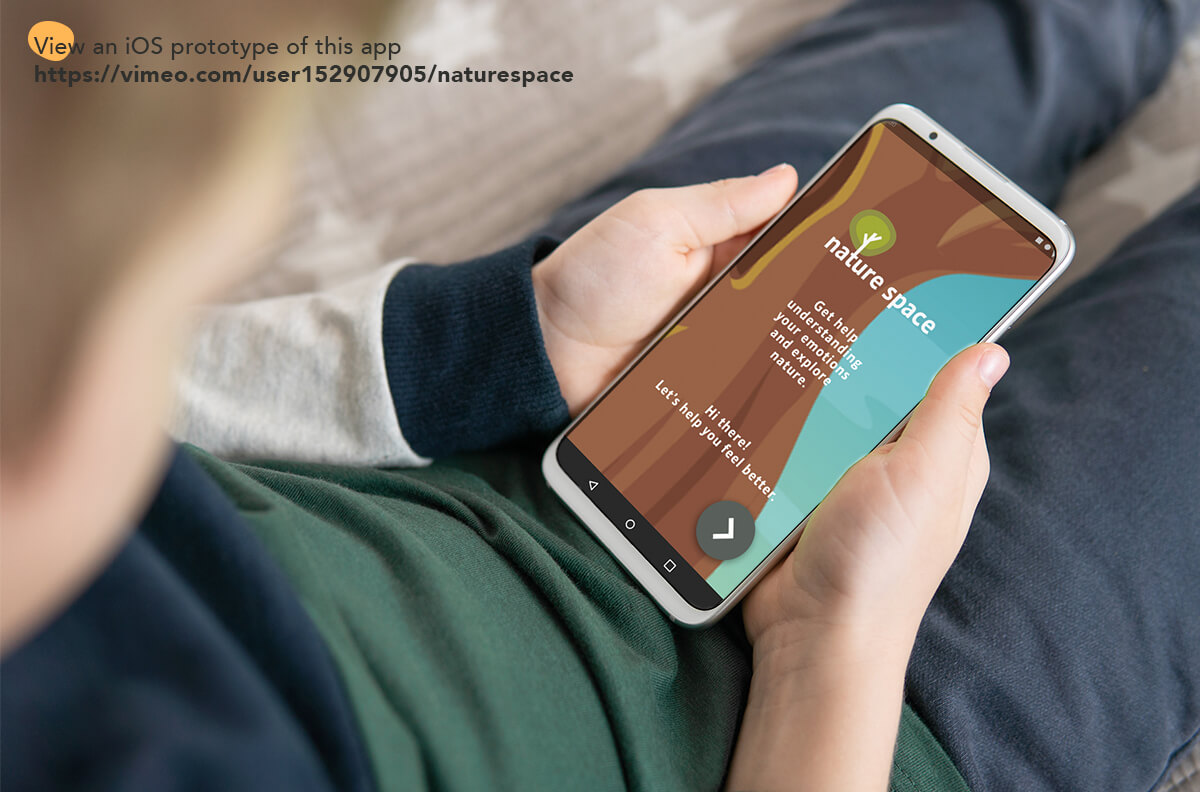 View an iOS prototype of this app
https://vimeo.com/user152907905/naturespace
nature space
Get help
understanding
your emotions
and explore
nature.
Hi there!
Let's help you feel better.